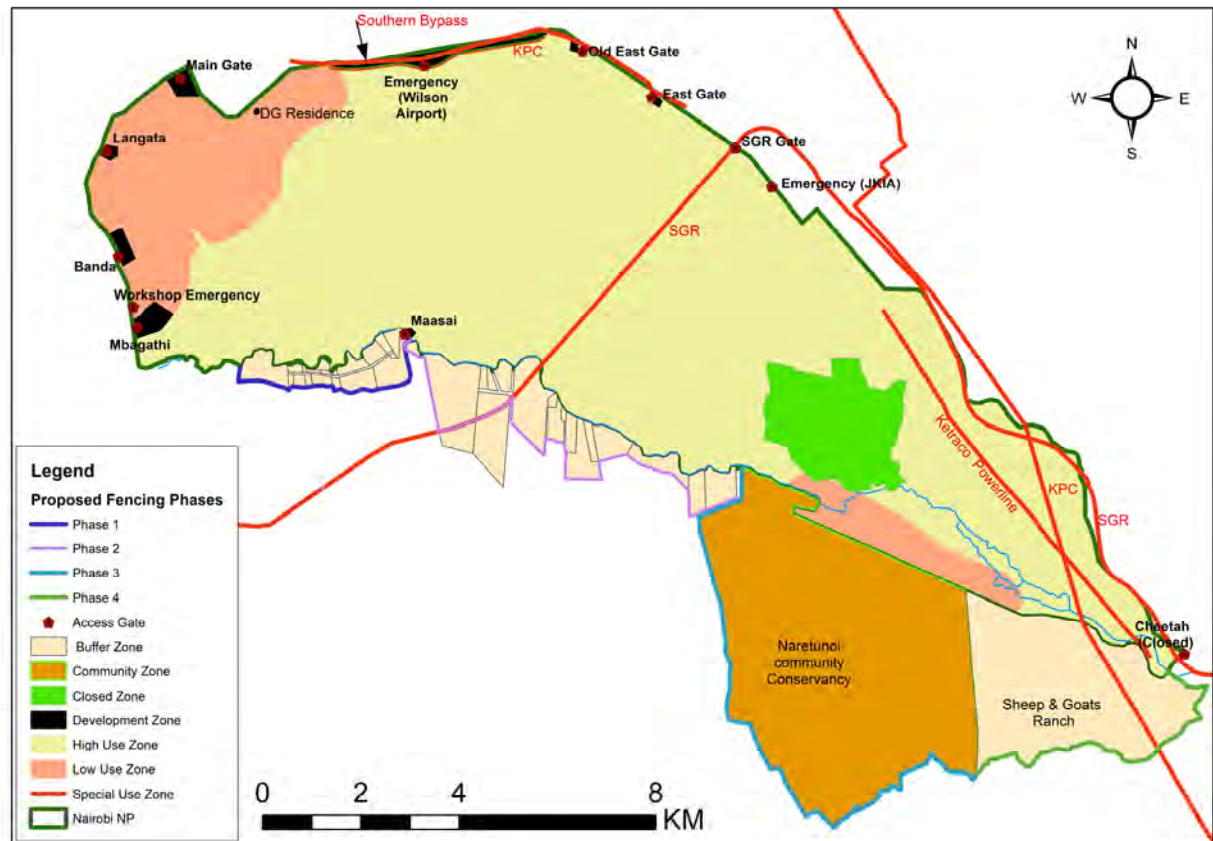 Southern Bypass
KPC
Old East Gate
Main Gate
Emergency
(Wilson
Airport)
East Gate
DG Residence
Langata
SGR Gate
Emergency (JKIA)
SGR
Banda
Workshop Emergency
Mbagathi
Maasai
N
W
E
S
Ketraco Powerline
KPC
SGR
Cheetah
(Closed)
Naretunoi
community
Conservancy
Sheep & Goats
Ranch
Legend
Proposed Fencing Phases
Phase 1
Phase 2
Phase 3
Phase 4
Access Gate
Buffer Zone
Community Zone
Closed Zone
Development Zone
High Use Zone
Low Use Zone
Special Use Zone
Nairobi NP
0 2 4 8
KM